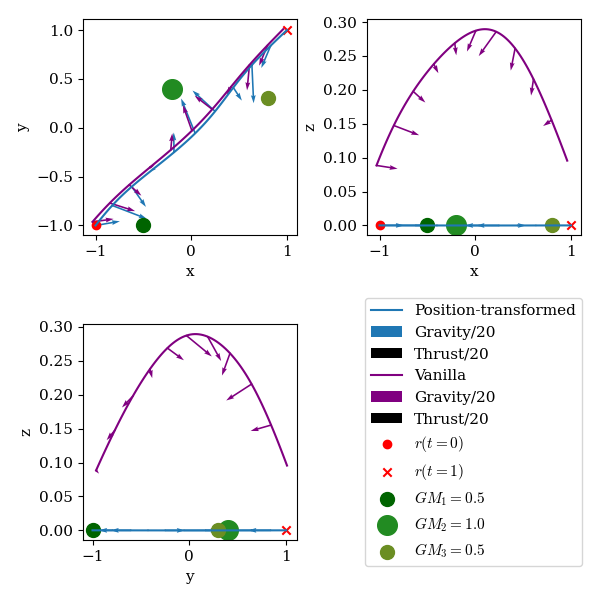 1.0
0.5
0.0
−0.5
−1.0
y
−1
0
1
x
0.30
0.25
0.20
0.15
0.10
0.05
0.00
z
−1
0
1
x
0.30
0.25
0.20
0.15
0.10
0.05
0.00
z
−1
0
1
y
Position-transformed
Gravity/20
Thrust/20
Vanilla
Gravity/20
Thrust/20
r(t = 0)
r(t = 1)
GM₁ = 0.5
GM₂ = 1.0
GM₃ = 0.5